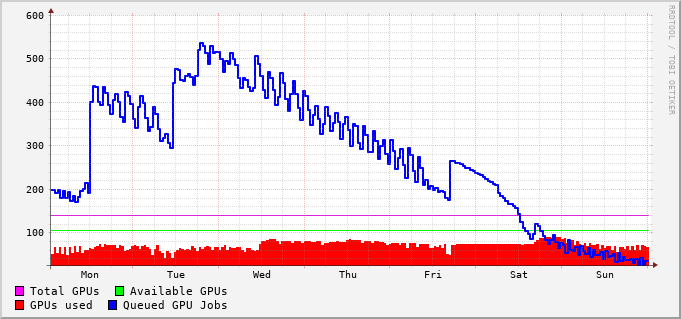 600
500
400
300
200
100
Mon Tue Wed Thu Fri Sat Sun
Total GPUs Available GPUs
GPUs used Queued GPU Jobs
RRDTOOL / TOBI OETIKER